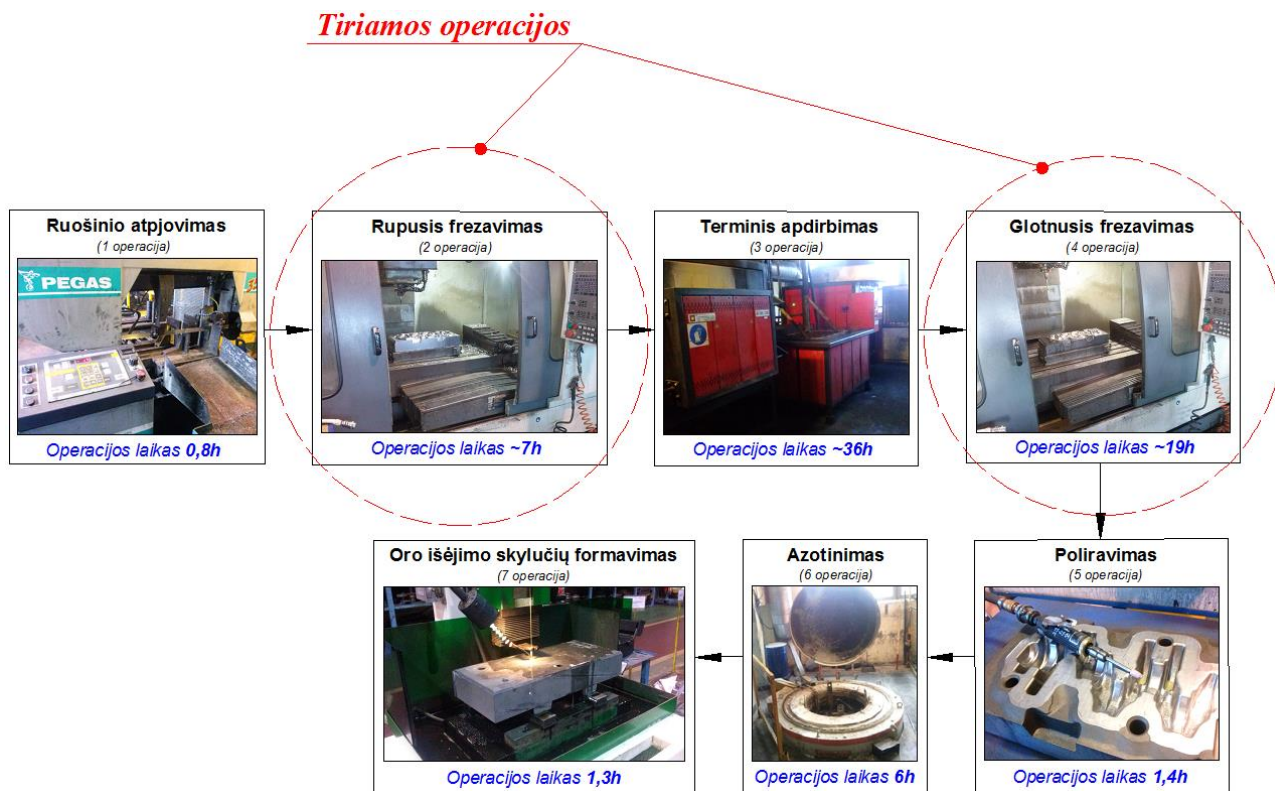 Tiriamos operacijos
Ruošinio atpjovimas
(1 operacija)
PEGAS
Operacijos laikas 0,8h
Rupusis frezavimas
(2 operacija)
Operacijos laikas ~7h
Terminis apdirbimas
(3 operacija)
Operacijos laikas ~36h
Glotnusis frezavimas
(4 operacija)
Operacijos laikas ~19h
Poliravimas
(5 operacija)
Operacijos laikas 1,4h
Azotinimas
(6 operacija)
Operacijos laikas 6h
Oro išėjimo skylučių formavimas
(7 operacija)
Operacijos laikas 1,3h